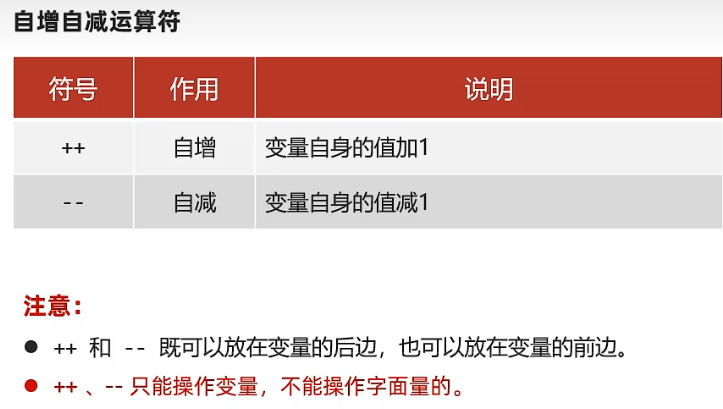 自增自减运算符
符号 作用 说明
++ 自增 变量自身的值加1
-- 自减 变量自身的值减1
注意：
● ++ 和 -- 既可以放在变量的后边，也可以放在变量的前边。
● ++ 、-- 只能操作变量，不能操作字面量的。